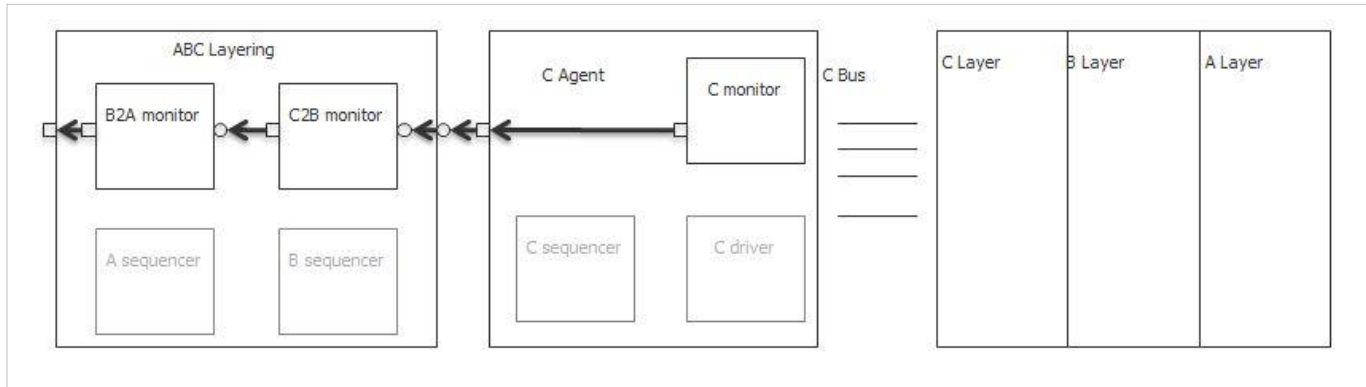 ABC Layering
B2A monitor
C2B monitor
A sequencer
B sequencer
C Agent
C monitor
C sequencer
C driver
C Bus
C Layer
B Layer
A Layer